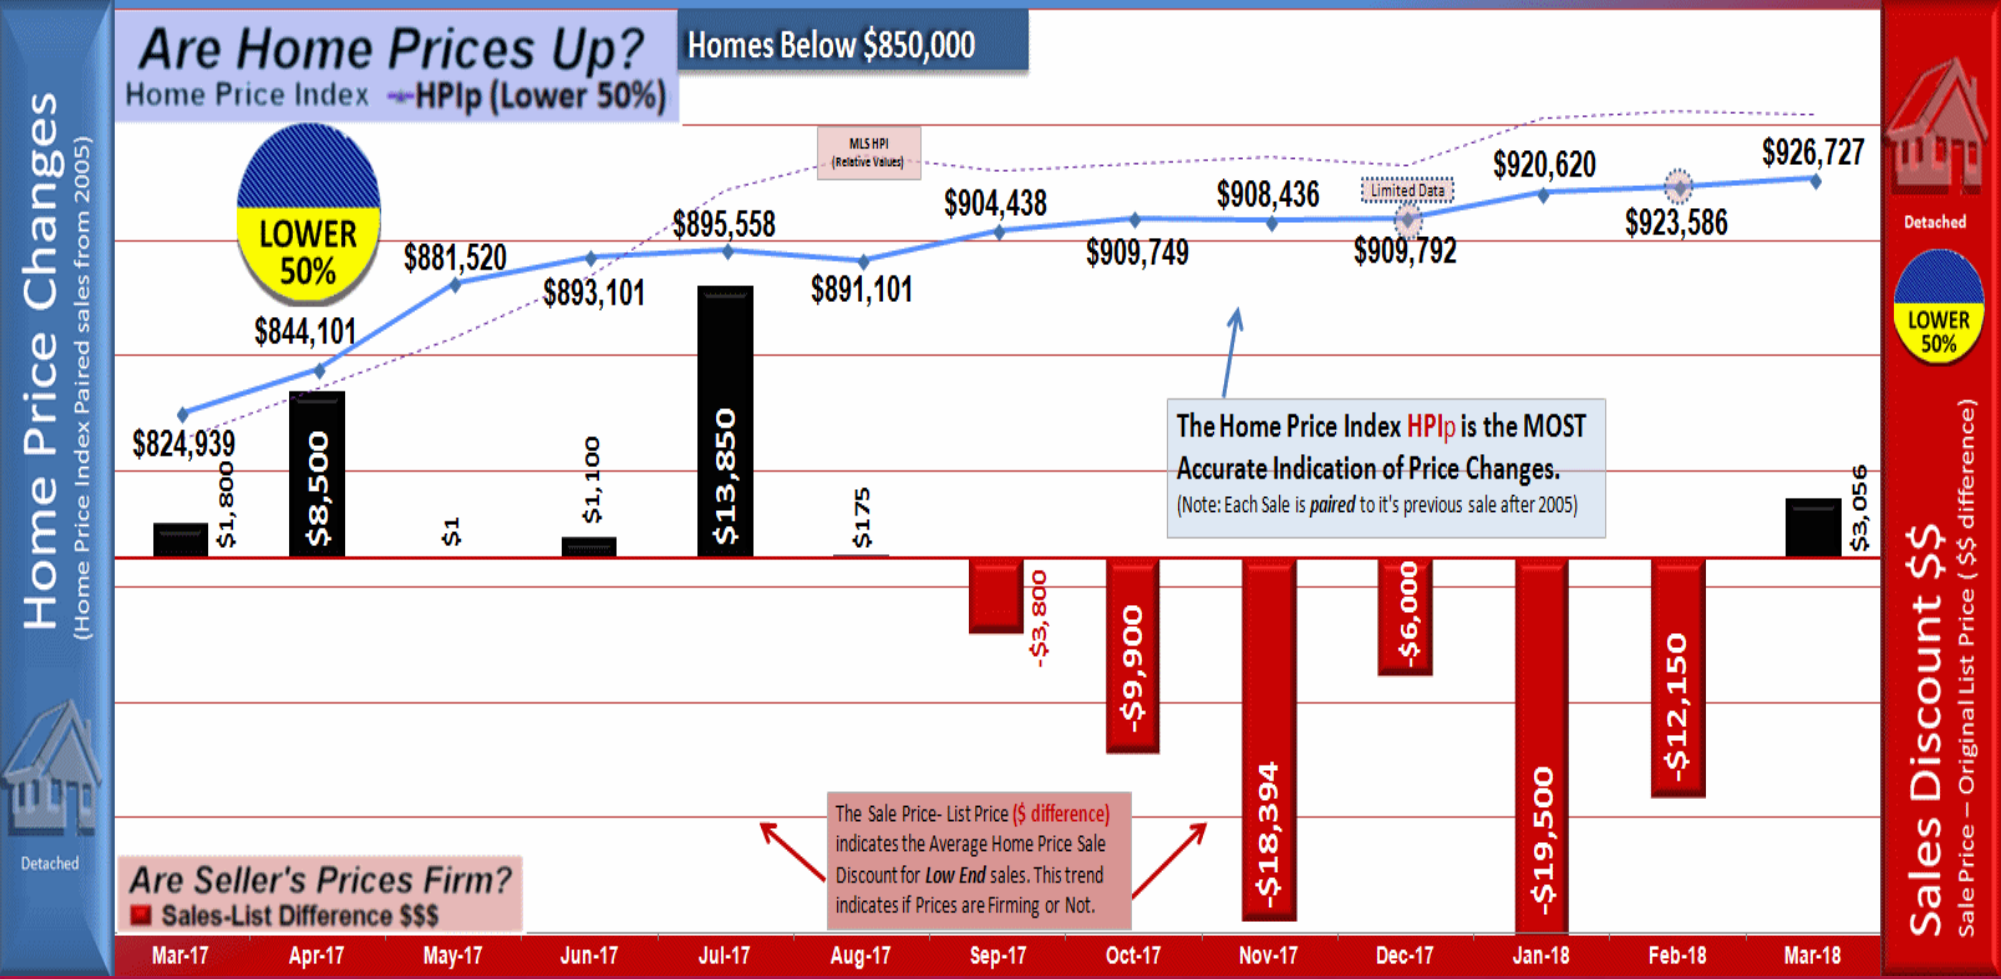 Are Home Prices Up?
Home Price Index HPIp (Lower 50%)
Homes Below $850,000
Home Price Changes
(Home Price Index Paired sales from 2005)
Detached
LOWER
50%
MLS HPI
(Relative Values)
Limited Data
$824,939
$844,101
$881,520
$893,101
$895,558
$891,101
$904,438
$909,749
$908,436
$909,792
$920,620
$923,586
$926,727
The Home Price Index HPIp is the MOST
Accurate Indication of Price Changes.
(Note: Each Sale is paired to it's previous sale after 2005)
$1,800
$8,500
$1
$1,100
$13,850
$175
-$3,800
-$9,900
-$18,394
-$6,000
-$19,500
-$12,150
$3,056
The Sale Price- List Price ($ difference)
indicates the Average Home Price Sale
Discount for Low End sales. This trend
indicates if Prices are Firming or Not.
Are Seller's Prices Firm?
Sales-List Difference $$$
Mar-17 Apr-17 May-17 Jun-17 Jul-17 Aug-17 Sep-17 Oct-17 Nov-17 Dec-17 Jan-18 Feb-18 Mar-18
Detached
LOWER
50%
Sales Discount $$
Sale Price – Original List Price ( $$ difference)